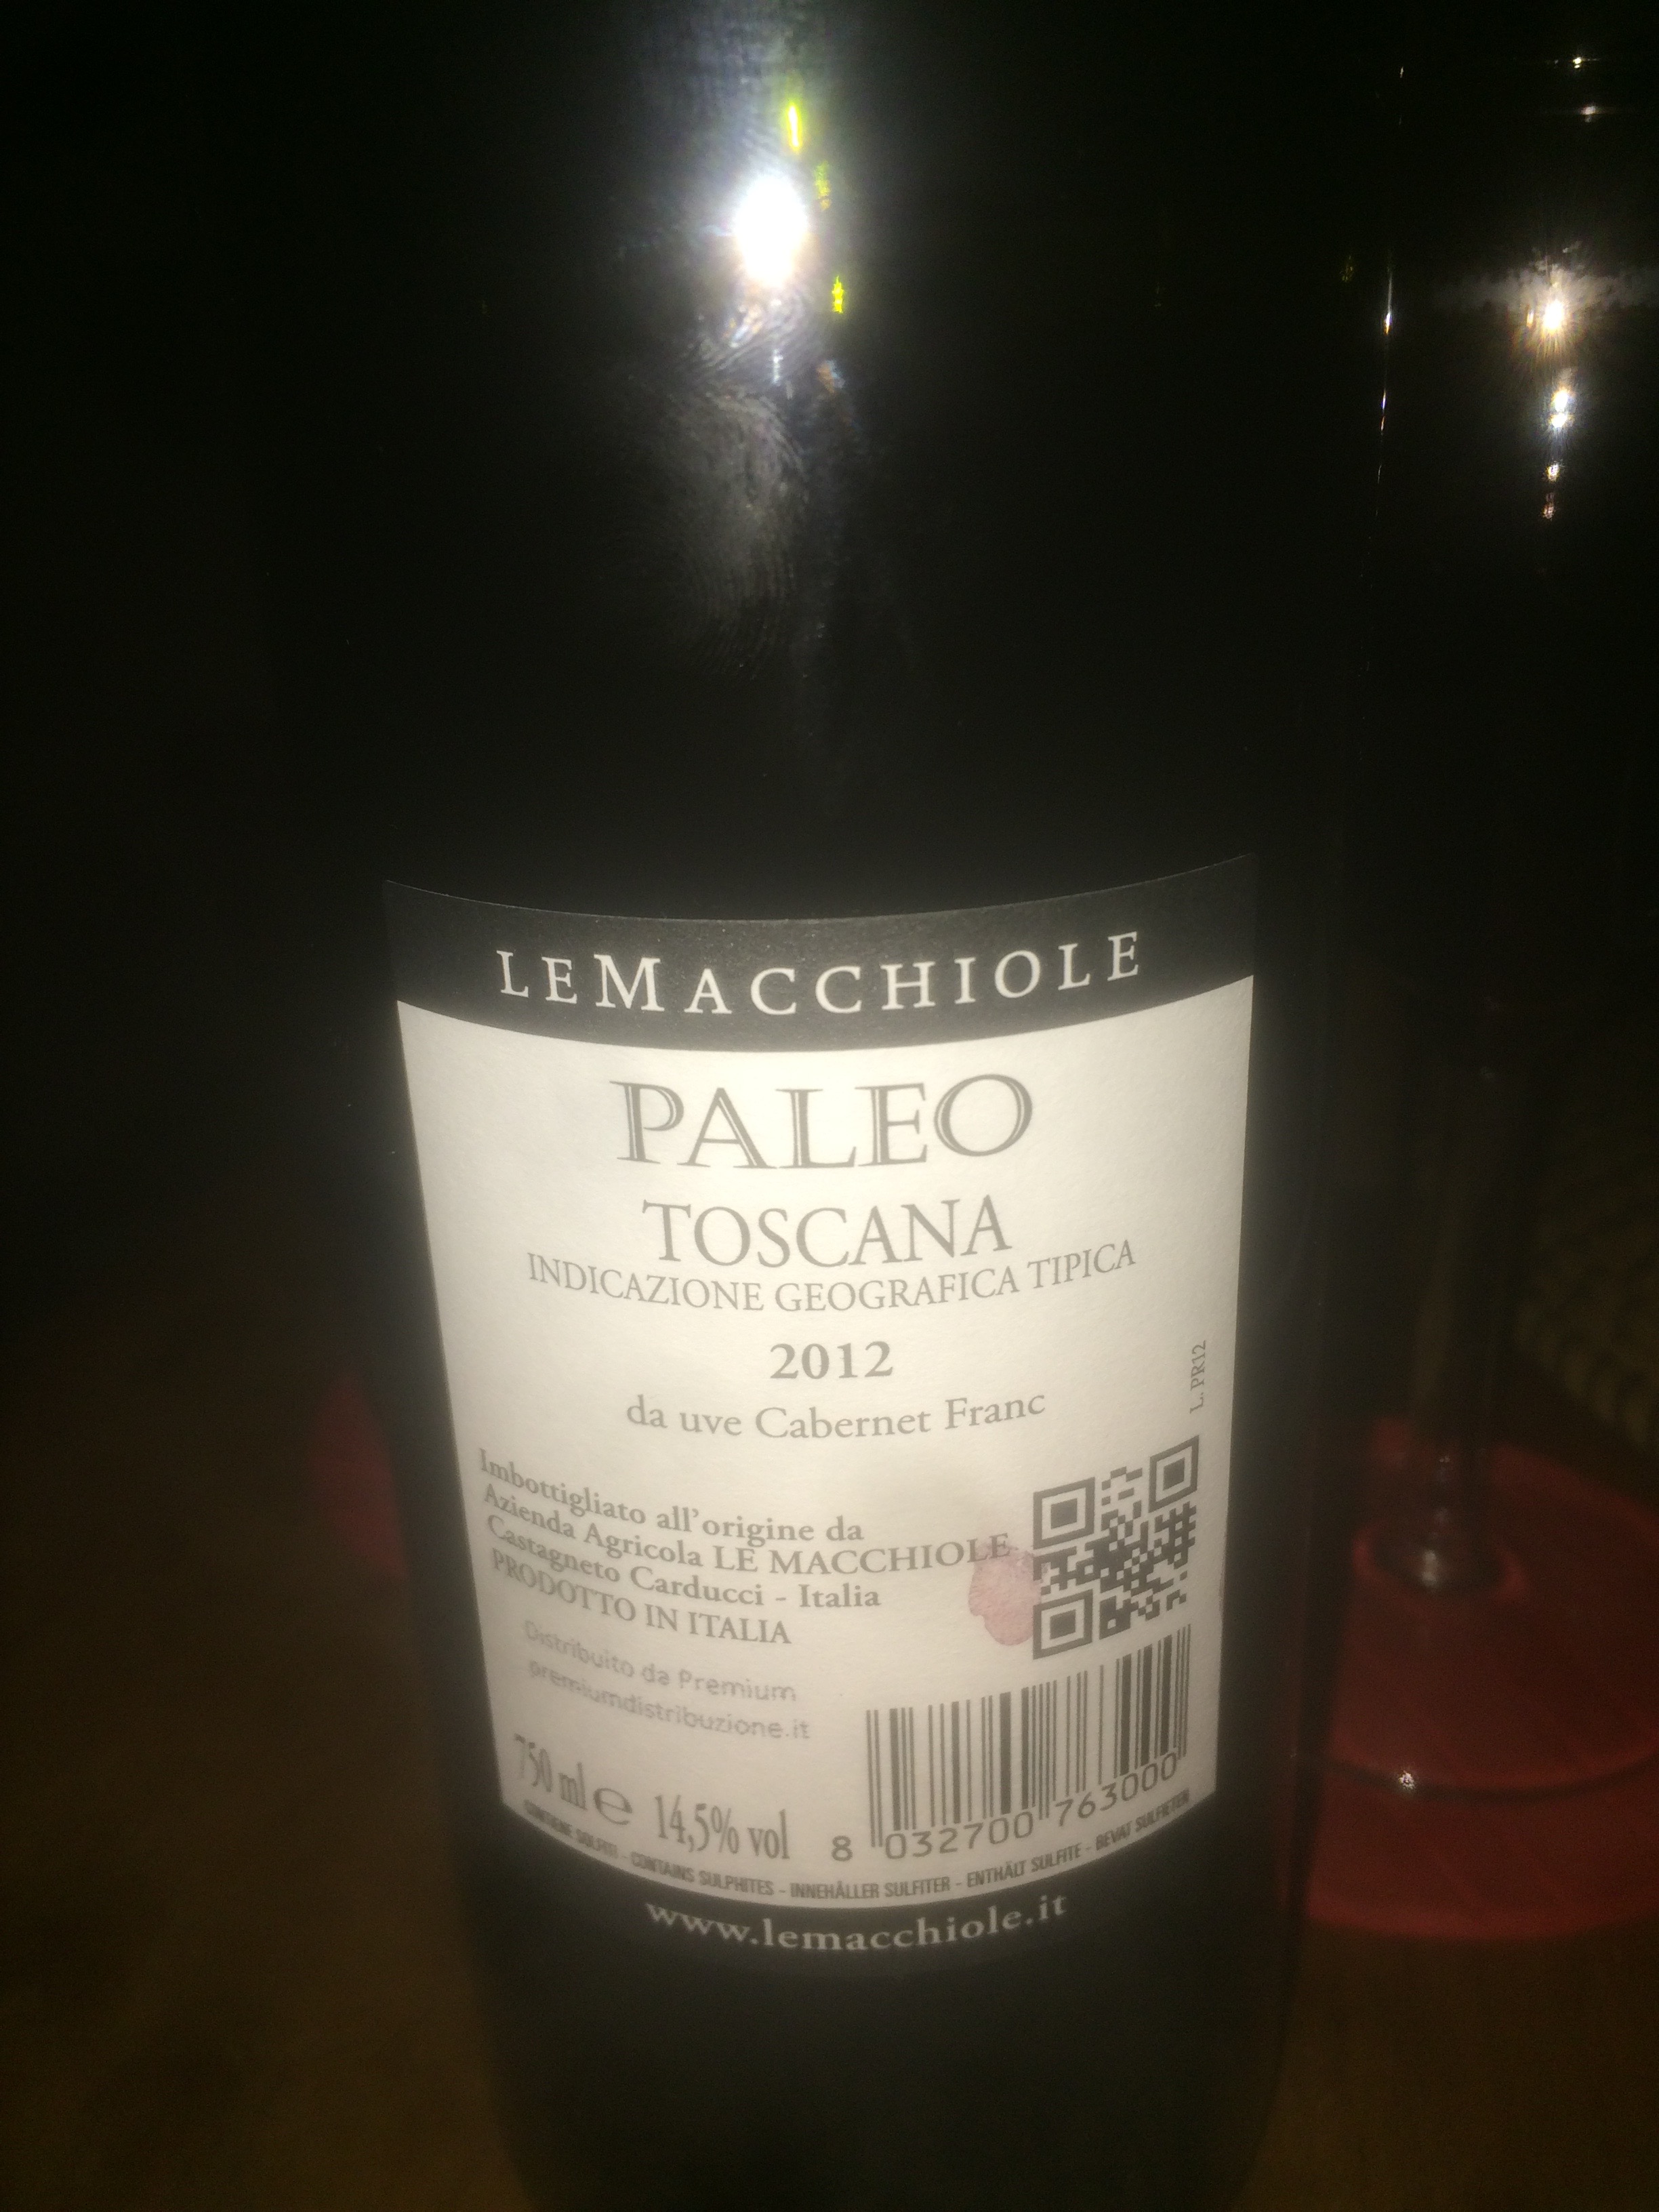 LEMACCHIOLE
PALEO
TOSCANA
INDICAZIONE GEOGRAFICA TIPICA
2012
da uve Cabernet Franc
L. PR12
Imbottigliato all'origine da
Azienda Agricola LE MACCHIOLE
Castagneto Carducci - Italia
PRODOTTO IN ITALIA
Distribuito da Premium
premiumdistribuzione.it
750 ml e 14,5% vol
8 032700 763000
CONTIENE SOLFITI - CONTAINS SULPHITES - INNEHÅLLER SULFITER - ENTHÄLT SULFITE - BEVAT SULFIETEN
www.lemacchiole.it